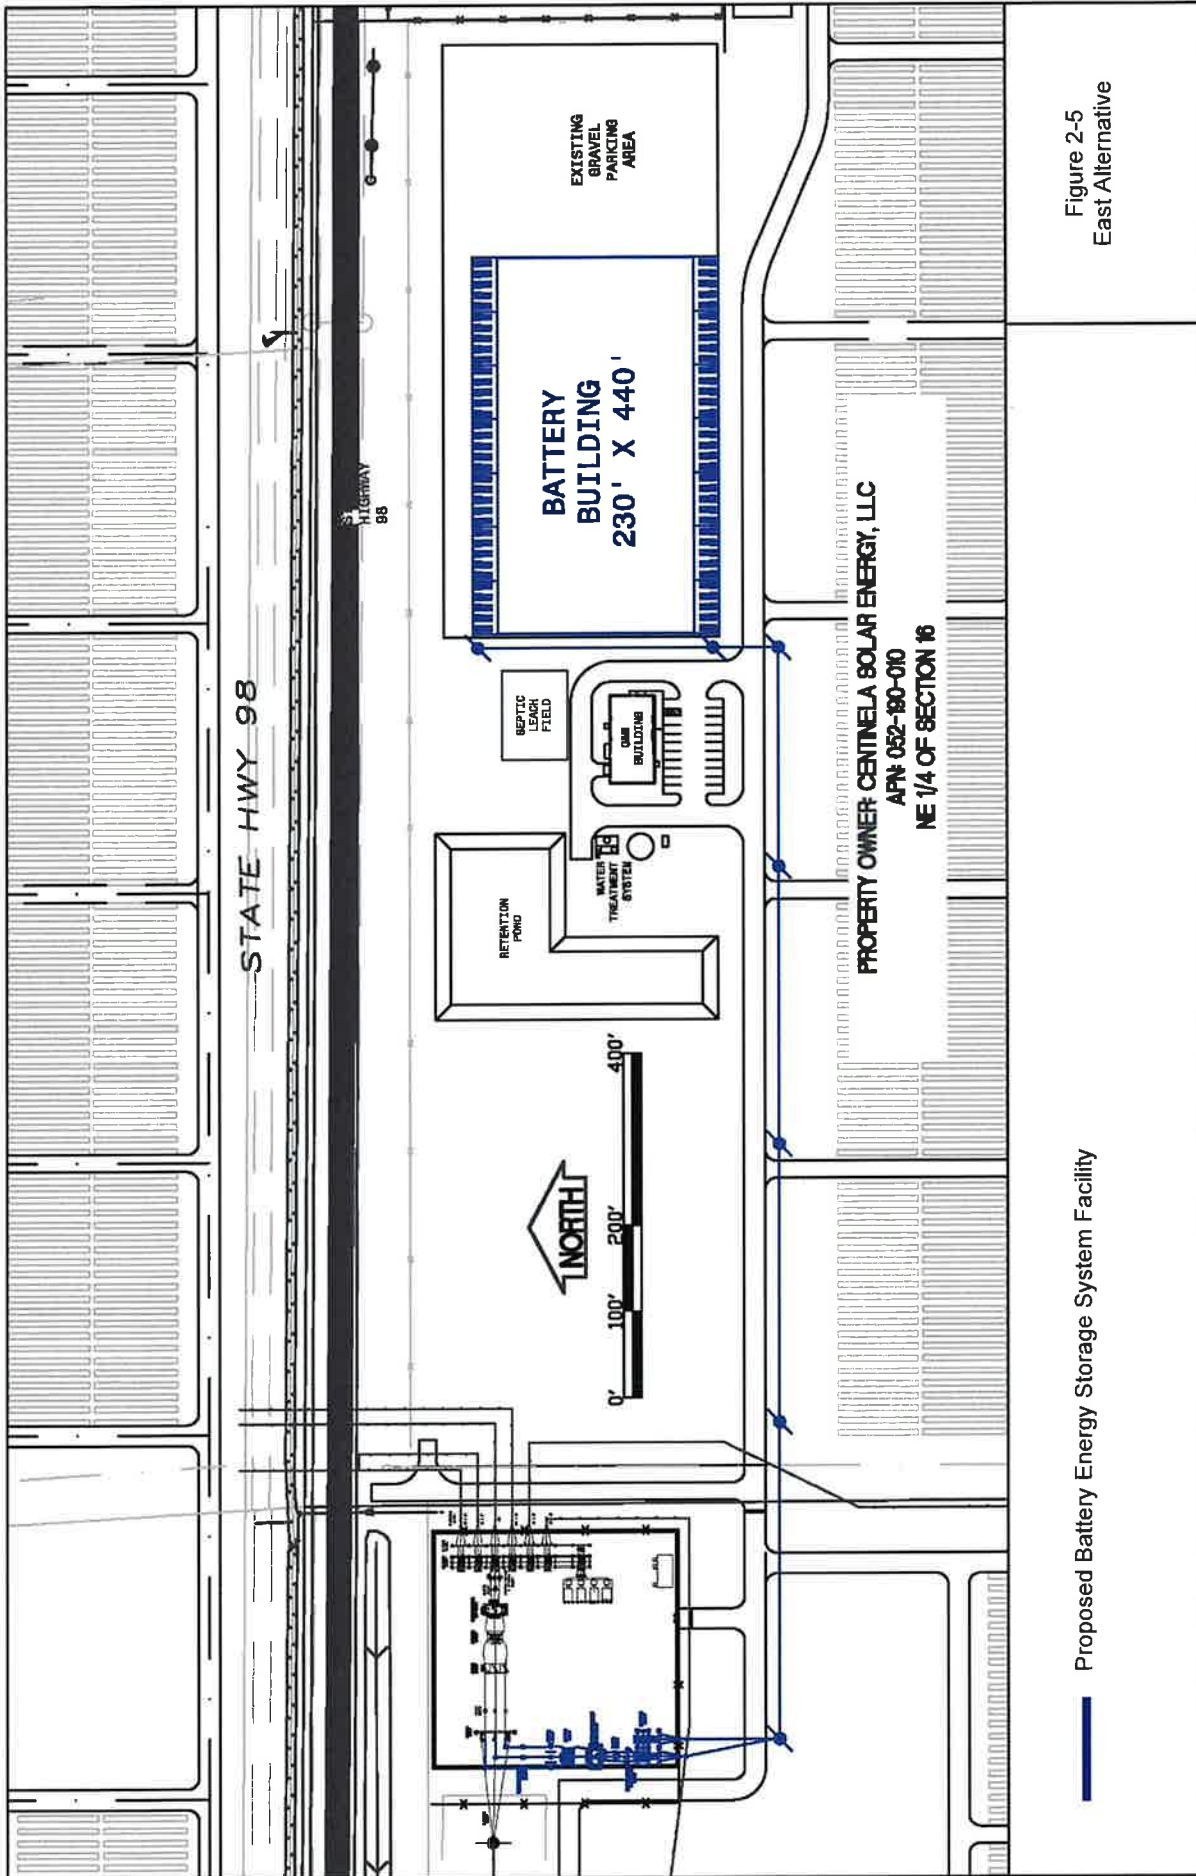 STATE HWY 98
HIGHWAY
98
EXISTING
GRAVEL
PARKING
AREA
BATTERY
BUILDING
230' X 440'
SEPTIC
LEACH
FIELD
O&M
BUILDING
RETENTION
POND
WATER
TREATMENT
SYSTEM
NORTH
0' 100' 200' 400'
PROPERTY OWNER: CENTINELA SOLAR ENERGY, LLC
APN: 052-190-010
NE 1/4 OF SECTION 16
Proposed Battery Energy Storage System Facility
Figure 2-5
East Alternative